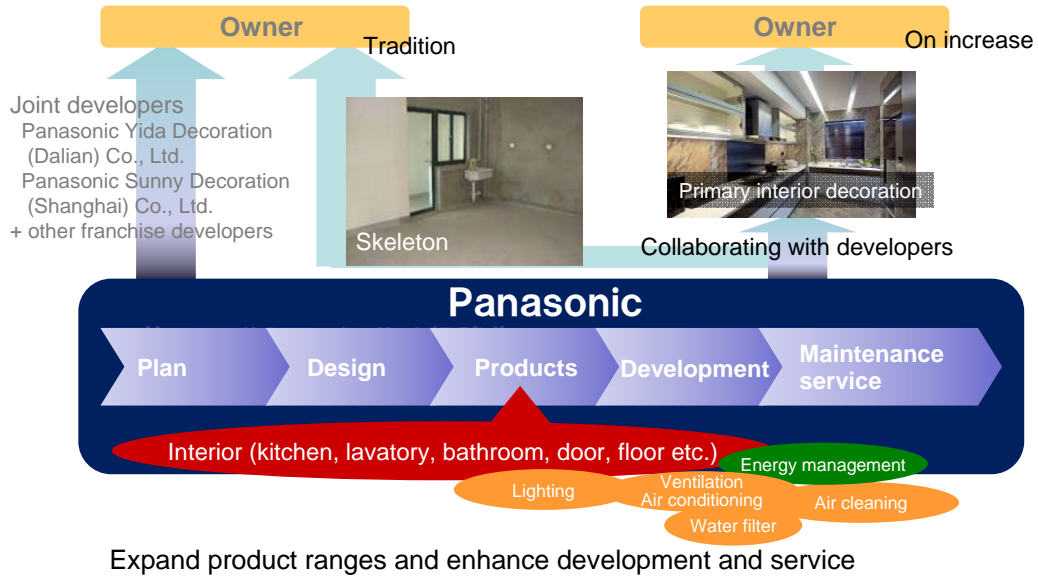 Owner
Tradition
Owner
On increase
Joint developers
Panasonic Yida Decoration
(Dalian) Co., Ltd.
Panasonic Sunny Decoration
(Shanghai) Co., Ltd.
+ other franchise developers
Skeleton
Primary interior decoration
Collaborating with developers
Panasonic
Plan
Design
Products
Development
Maintenance
service
Interior (kitchen, lavatory, bathroom, door, floor etc.)
Energy management
Lighting
Ventilation
Air conditioning
Air cleaning
Water filter
Expand product ranges and enhance development and service